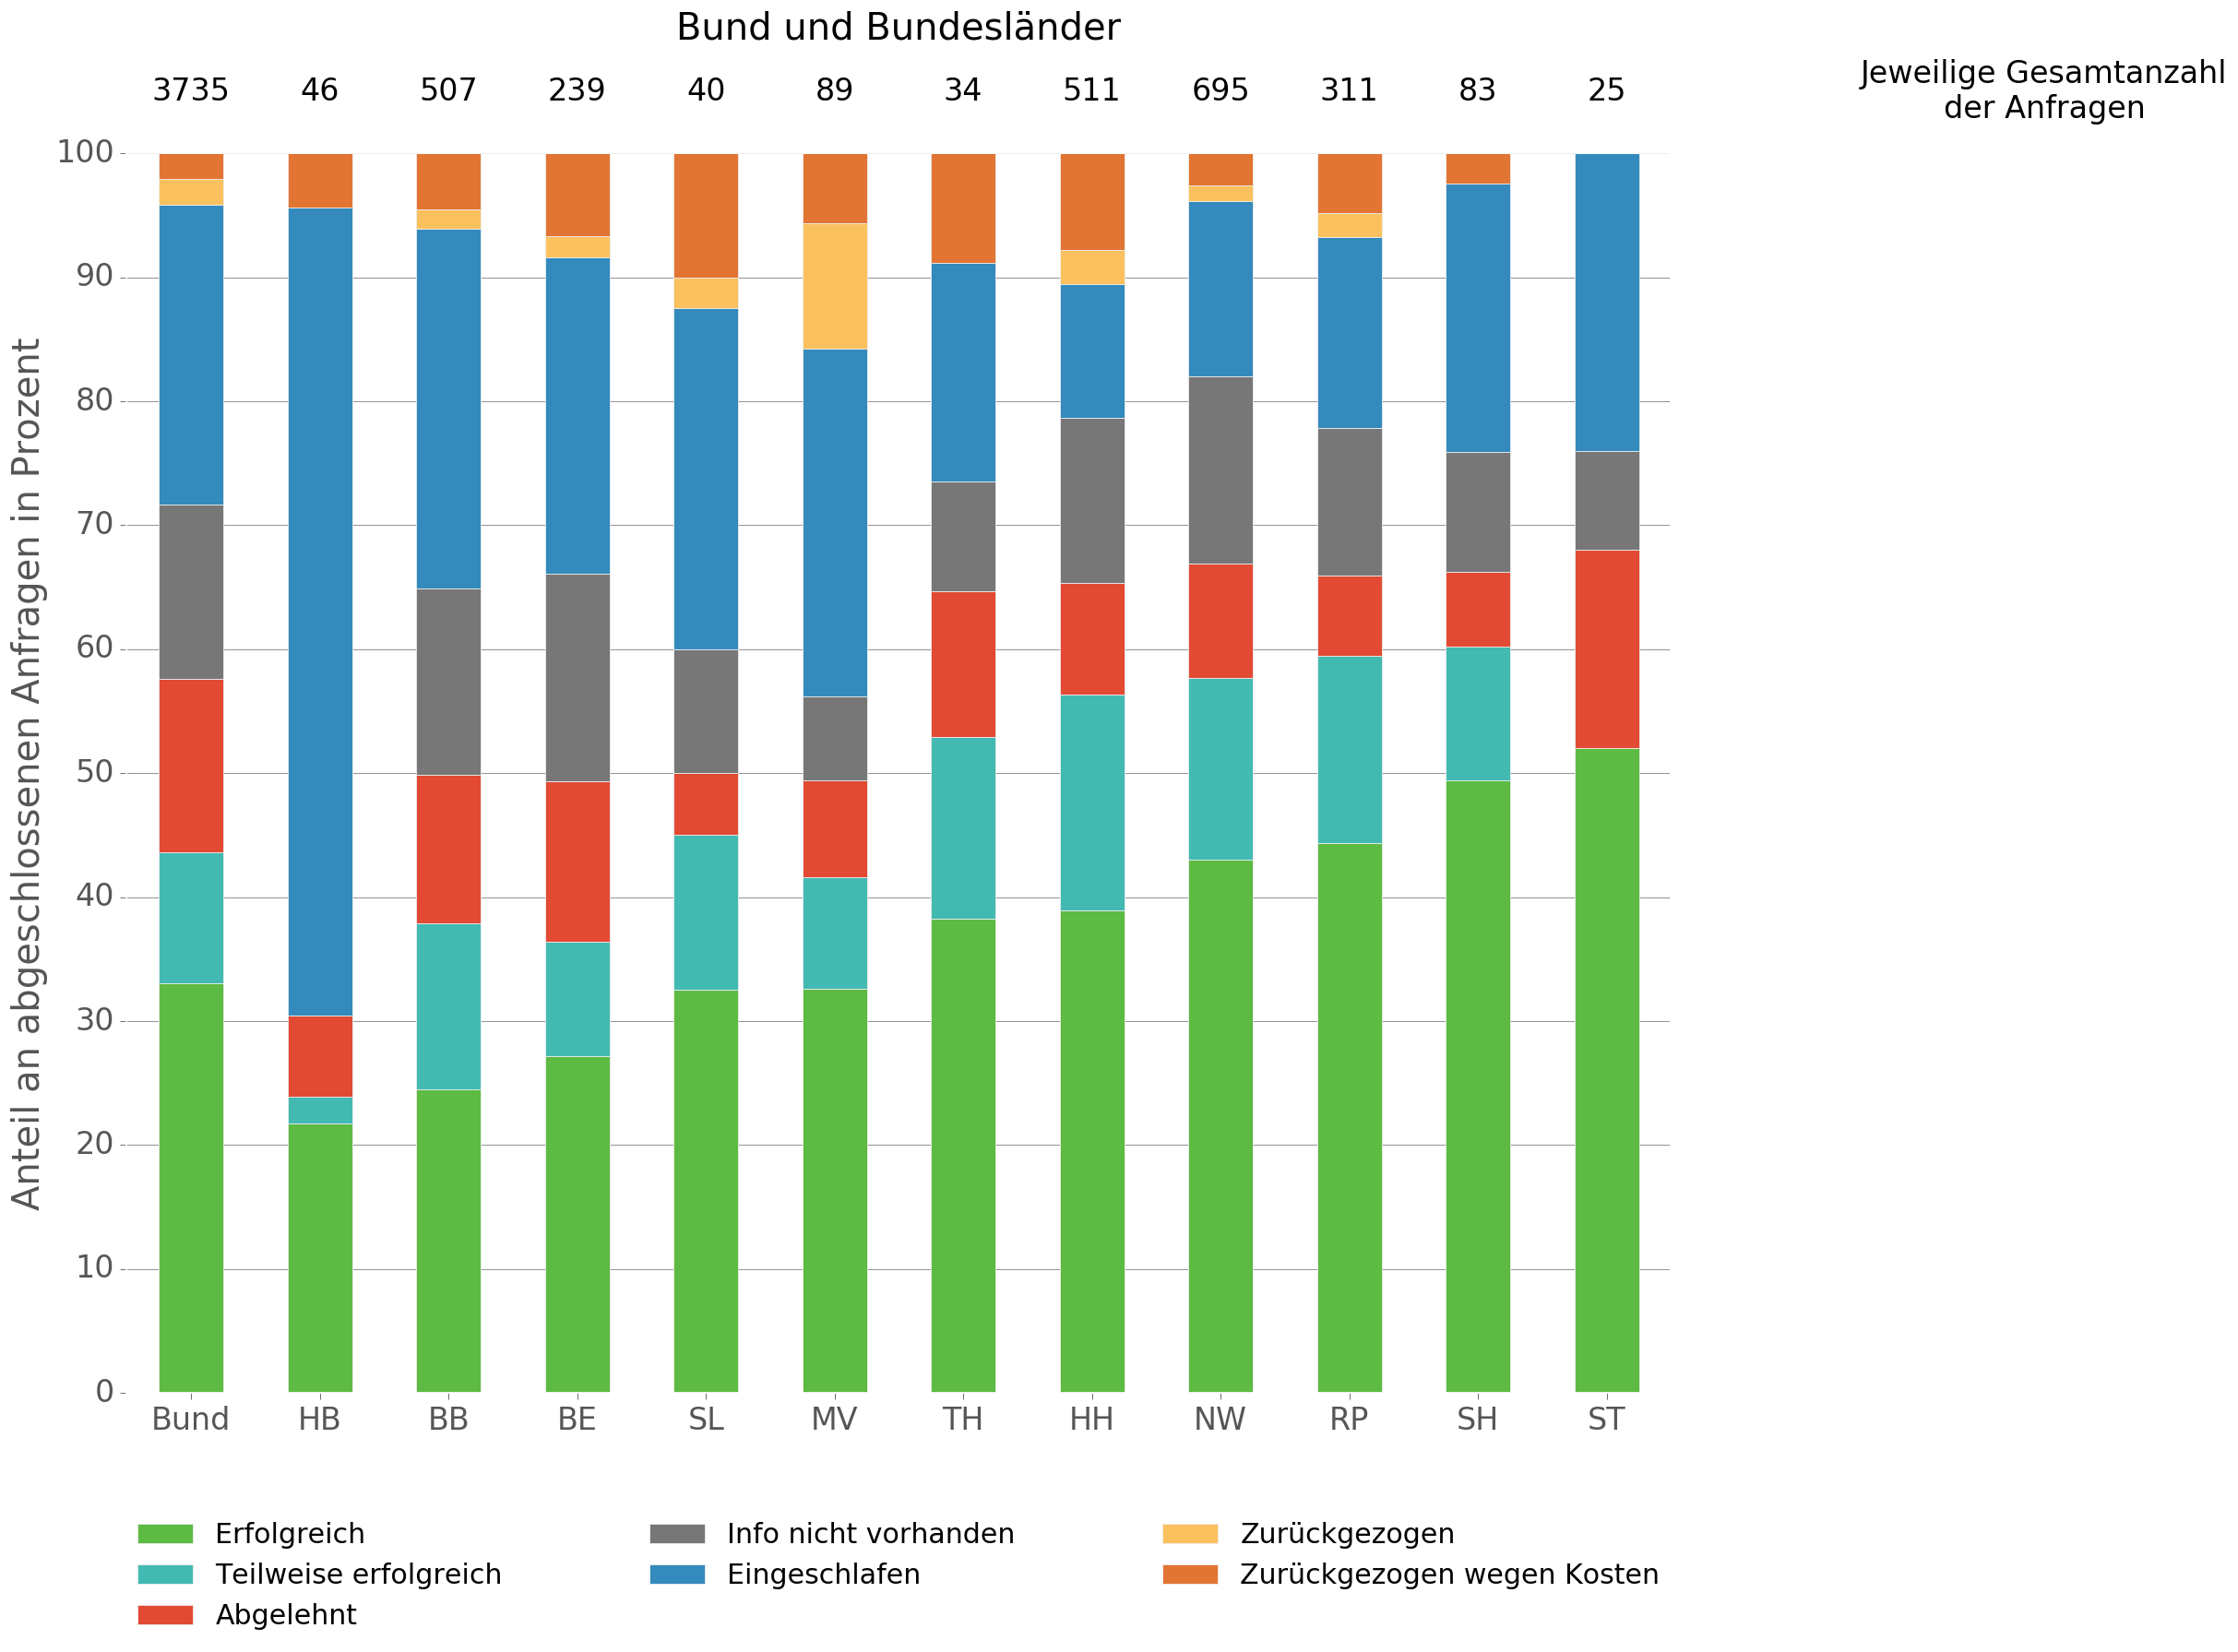 Bund und Bundesländer
3735 46 507 239 40 89 34 511 695 311 83 25
Jeweilige Gesamtanzahl
der Anfragen
Anteil an abgeschlossenen Anfragen in Prozent
100
90
80
70
60
50
40
30
20
10
0
Bund HB BB BE SL MV TH HH NW RP SH ST
Erfolgreich
Teilweise erfolgreich
Abgelehnt
Info nicht vorhanden
Eingeschlafen
Zurückgezogen
Zurückgezogen wegen Kosten